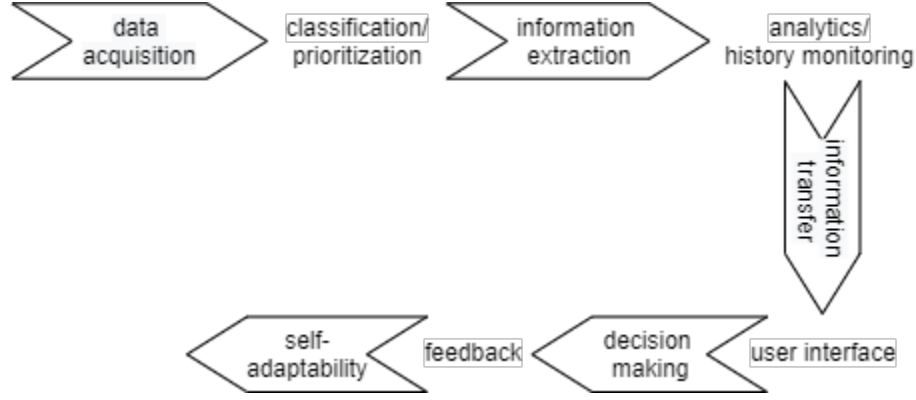 data
acquisition
classification/
prioritization
information
extraction
analytics/
history monitoring
information
transfer
user interface
decision
making
feedback
self-
adaptability